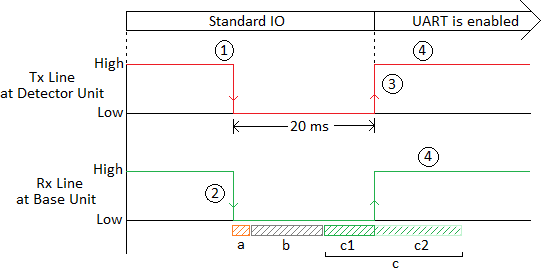 Standard IO
UART is enabled
1
4
High
Tx Line
at Detector Unit
3
Low
20 ms
High
4
Rx Line
at Base Unit
2
Low
a
b
c1
c2
c